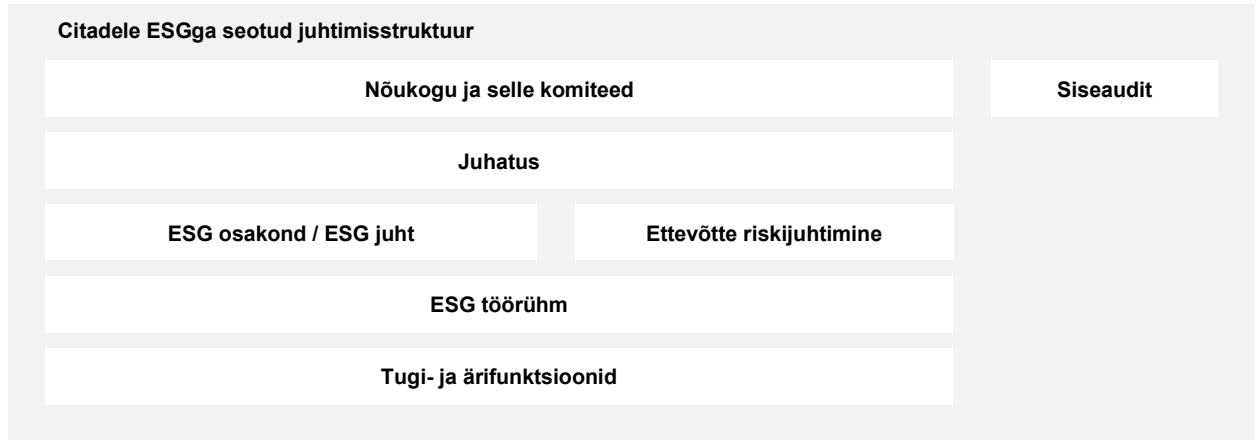 Citadele ESGga seotud juhtimisstruktuur
Nõukogu ja selle komiteed
Siseaudit
Juhatus
ESG osakond / ESG juht
Ettevõtte riskijuhtimine
ESG töörühm
Tugi- ja ärifunktsioonid